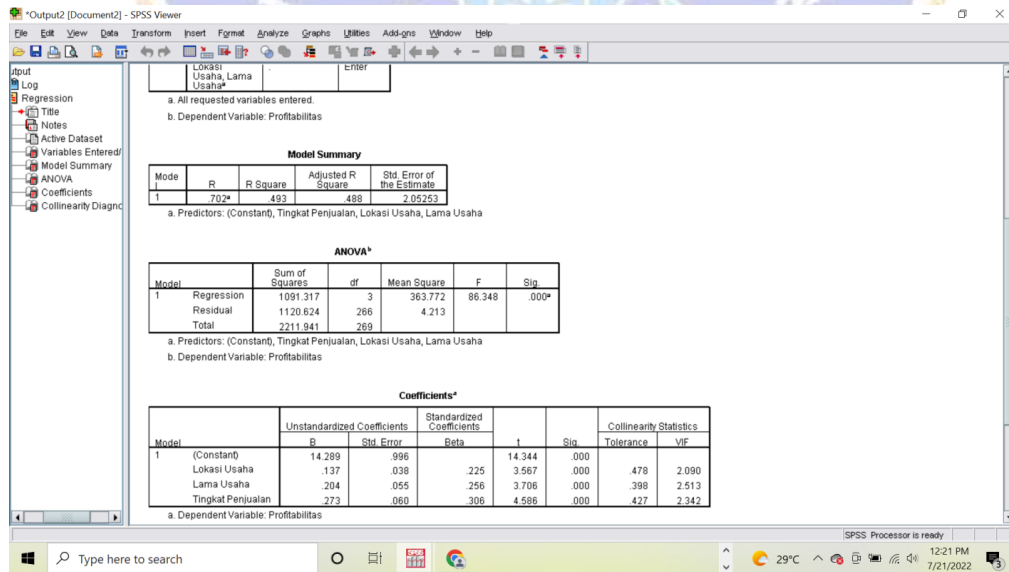 *Output2 [Document2] - SPSS Viewer
File Edit View Data Transform Insert Format Analyze Graphs Utilities Add-ons Window Help
utput
Log
Regression
Title
Notes
Active Dataset
Variables Entered/
Model Summary
ANOVA
Coefficients
Collinearity Diagno
Lokasi . Enter
Usaha, Lama
Usahaᵃ
a. All requested variables entered.
b. Dependent Variable: Profitabilitas
Model Summary
Mode
l R R Square Adjusted R Square Std. Error of the Estimate
1 .702ᵃ .493 .488 2.05253
a. Predictors: (Constant), Tingkat Penjualan, Lokasi Usaha, Lama Usaha
ANOVAᵇ
Model Sum of Squares df Mean Square F Sig.
1 Regression 1091.317 3 363.772 86.348 .000ᵃ
Residual 1120.624 266 4.213
Total 2211.941 269
a. Predictors: (Constant), Tingkat Penjualan, Lokasi Usaha, Lama Usaha
b. Dependent Variable: Profitabilitas
Coefficientsᵃ
Unstandardized Coefficients Standardized Coefficients Collinearity Statistics
Model B Std. Error Beta t Sig. Tolerance VIF
1 (Constant) 14.289 .996 14.344 .000
Lokasi Usaha .137 .038 .225 3.567 .000 .478 2.090
Lama Usaha .204 .055 .256 3.706 .000 .398 2.513
Tingkat Penjualan .273 .060 .306 4.586 .000 .427 2.342
a. Dependent Variable: Profitabilitas
SPSS Processor is ready
Type here to search
29°C
12:21 PM
7/21/2022
3